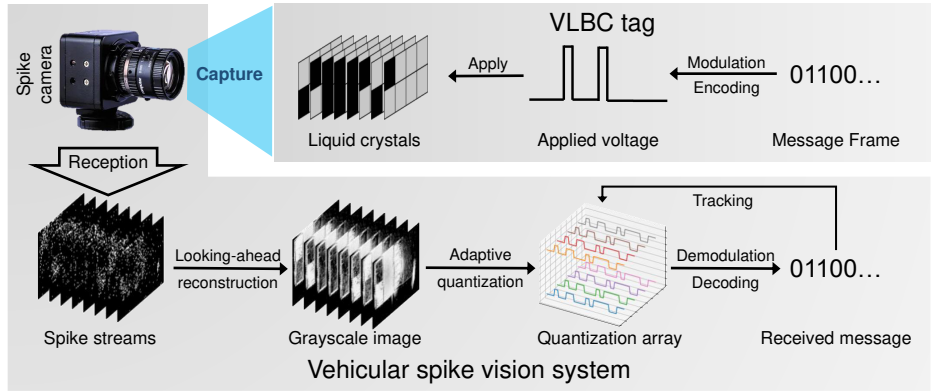 Spike
camera
Capture
VLBC tag
Apply
Modulation
Encoding
01100...
Liquid crystals
Applied voltage
Message Frame
Reception
Tracking
Looking-ahead
reconstruction
Adaptive
quantization
Demodulation
Decoding
01100...
Spike streams
Grayscale image
Quantization array
Received message
Vehicular spike vision system